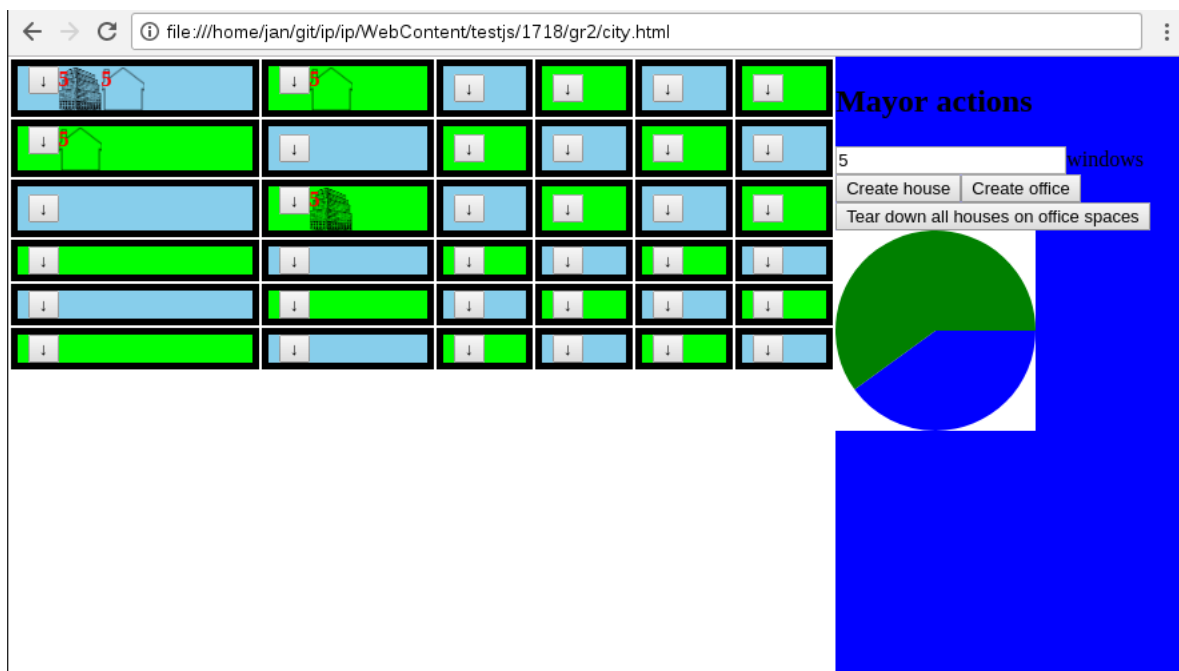 file:///home/jan/git/ip/ip/WebContent/testjs/1718/gr2/city.html
↓ 5 5 ↓ 5 ↓ ↓ ↓ ↓
↓ 5 ↓ ↓ ↓ ↓ ↓
↓ ↓ 5 ↓ ↓ ↓ ↓
↓ ↓ ↓ ↓ ↓ ↓
↓ ↓ ↓ ↓ ↓ ↓
↓ ↓ ↓ ↓ ↓ ↓
Mayor actions
5 windows
Create house Create office
Tear down all houses on office spaces